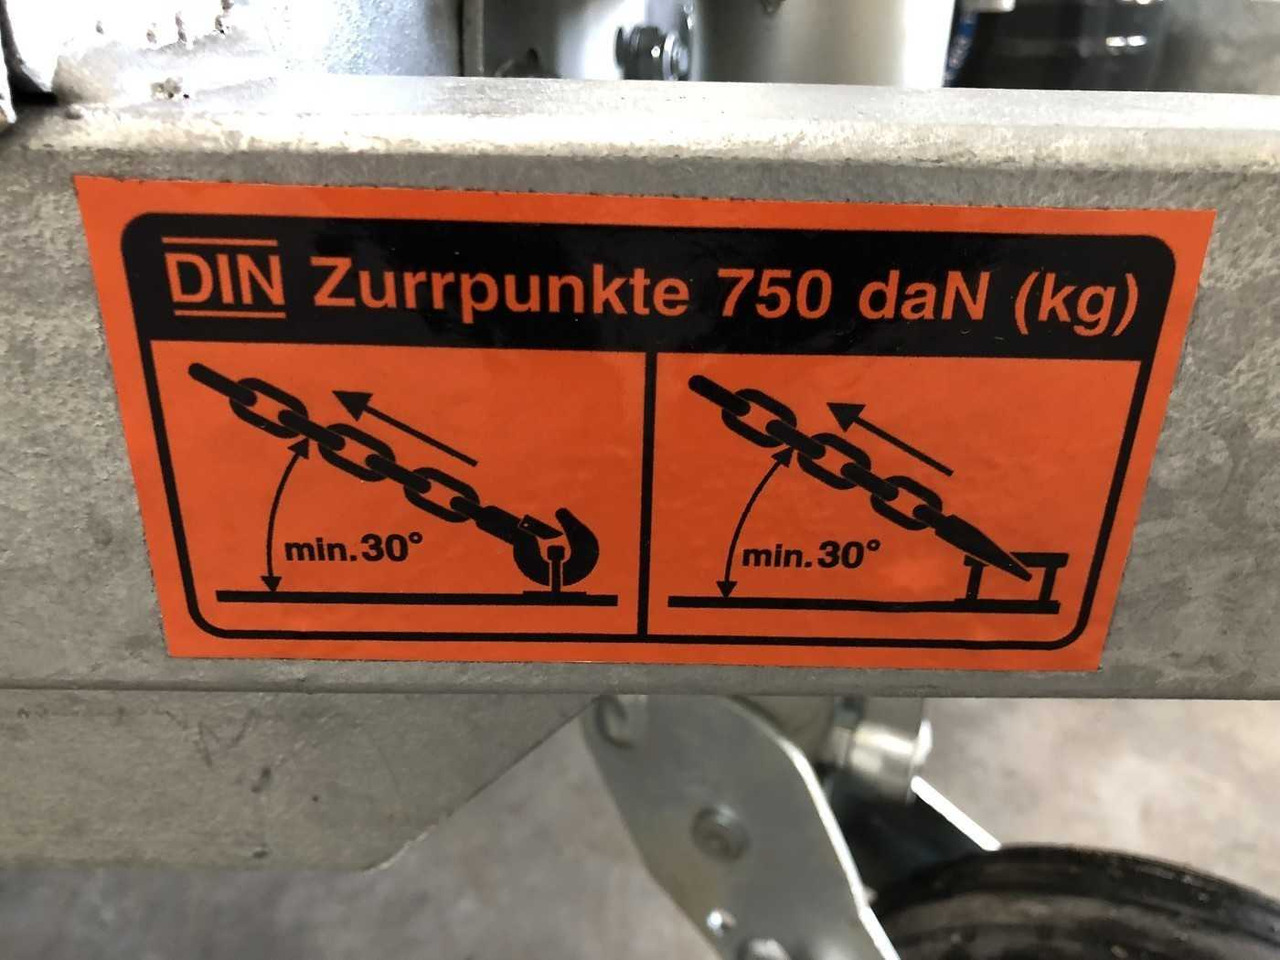 DIN Zurrpunkte 750 daN (kg)
min. 30°
min. 30°